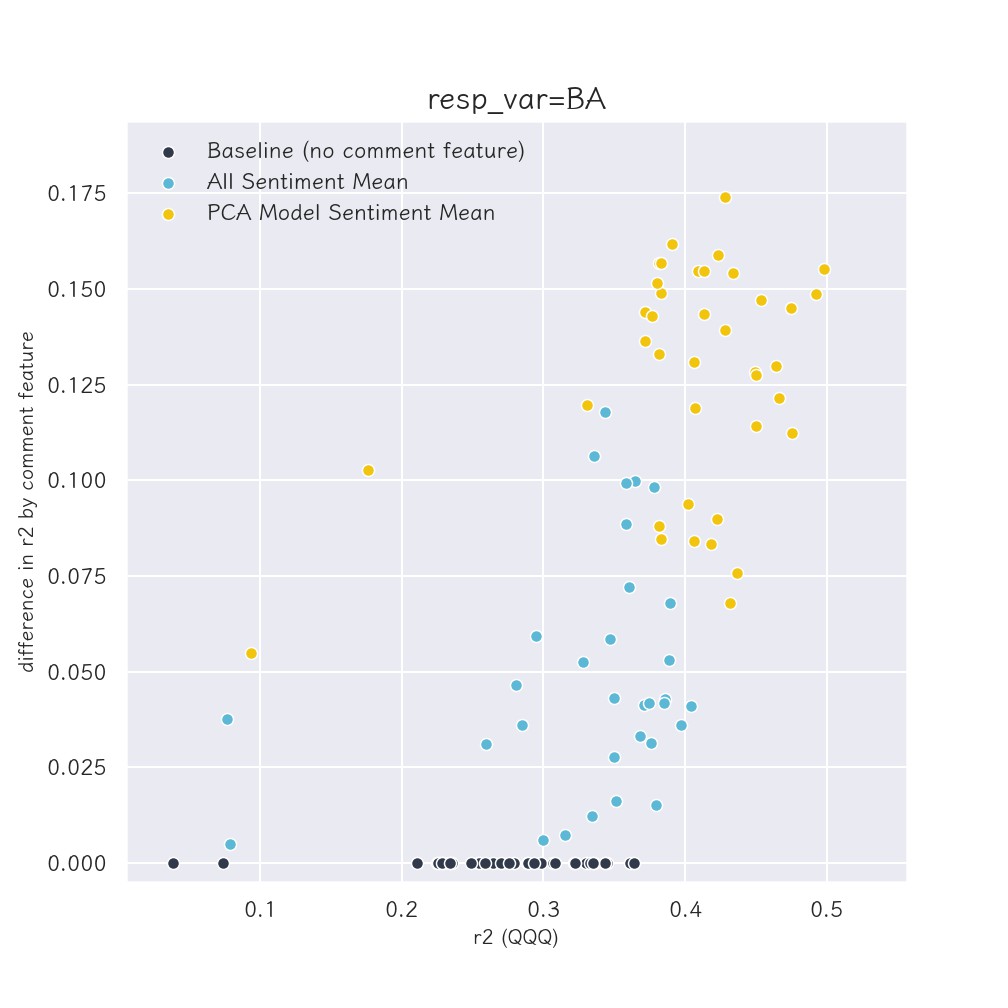 resp_var=BA
Baseline (no comment feature)
All Sentiment Mean
PCA Model Sentiment Mean
difference in r2 by comment feature
0.175
0.150
0.125
0.100
0.075
0.050
0.025
0.000
0.1 0.2 0.3 0.4 0.5
r2 (QQQ)